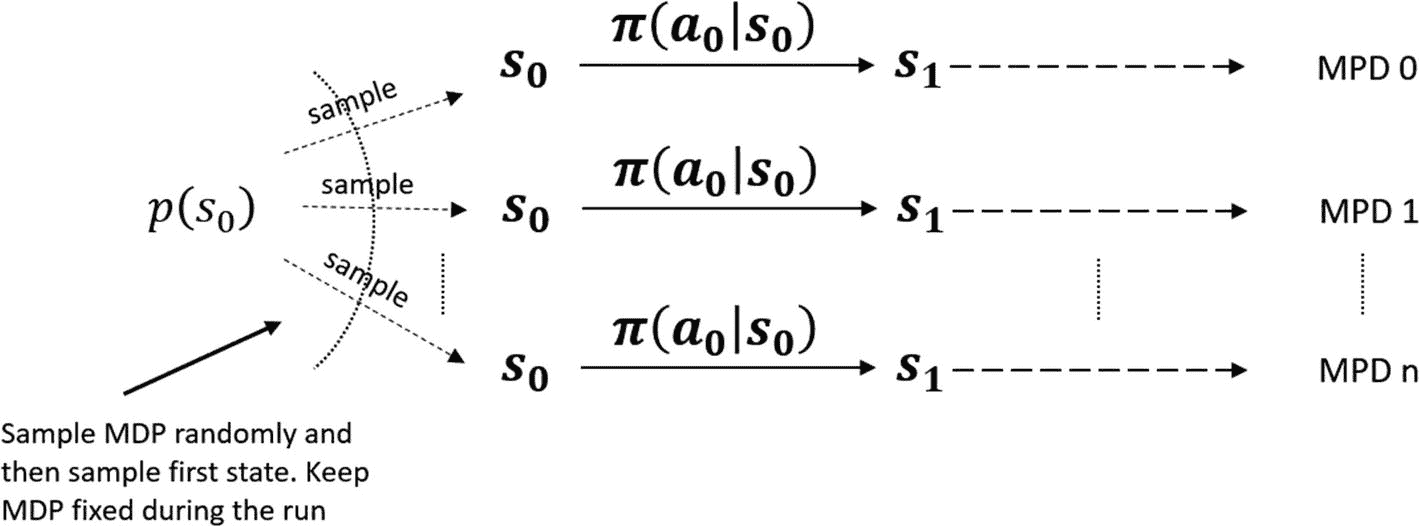 sample s₀ π(a₀|s₀) s₁ MPD 0
p(s₀) sample s₀ π(a₀|s₀) s₁ MPD 1
sample s₀ π(a₀|s₀) s₁ MPD n
Sample MDP randomly and
then sample first state. Keep
MDP fixed during the run